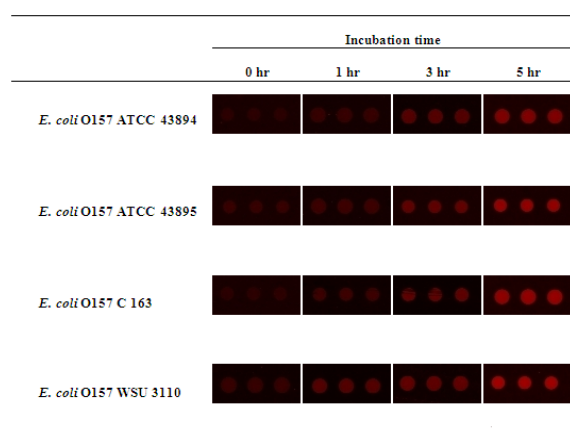 Incubation time
0 hr 1 hr 3 hr 5 hr
E. coli O157 ATCC 43894
E. coli O157 ATCC 43895
E. coli O157 C 163
E. coli O157 WSU 3110